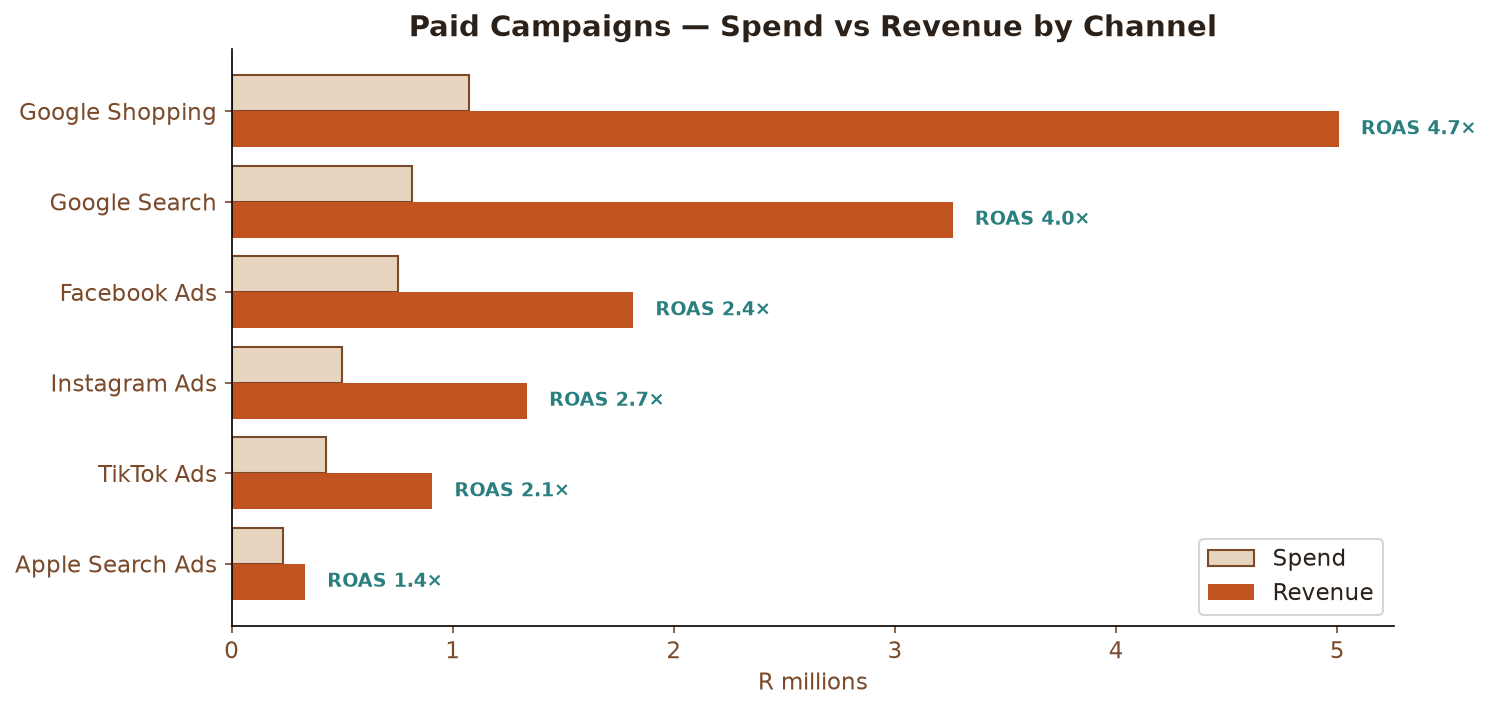 Paid Campaigns — Spend vs Revenue by Channel
Google Shopping
ROAS 4.7×
Google Search
ROAS 4.0×
Facebook Ads
ROAS 2.4×
Instagram Ads
ROAS 2.7×
TikTok Ads
ROAS 2.1×
Apple Search Ads
ROAS 1.4×
Spend
Revenue
0 1 2 3 4 5
R millions